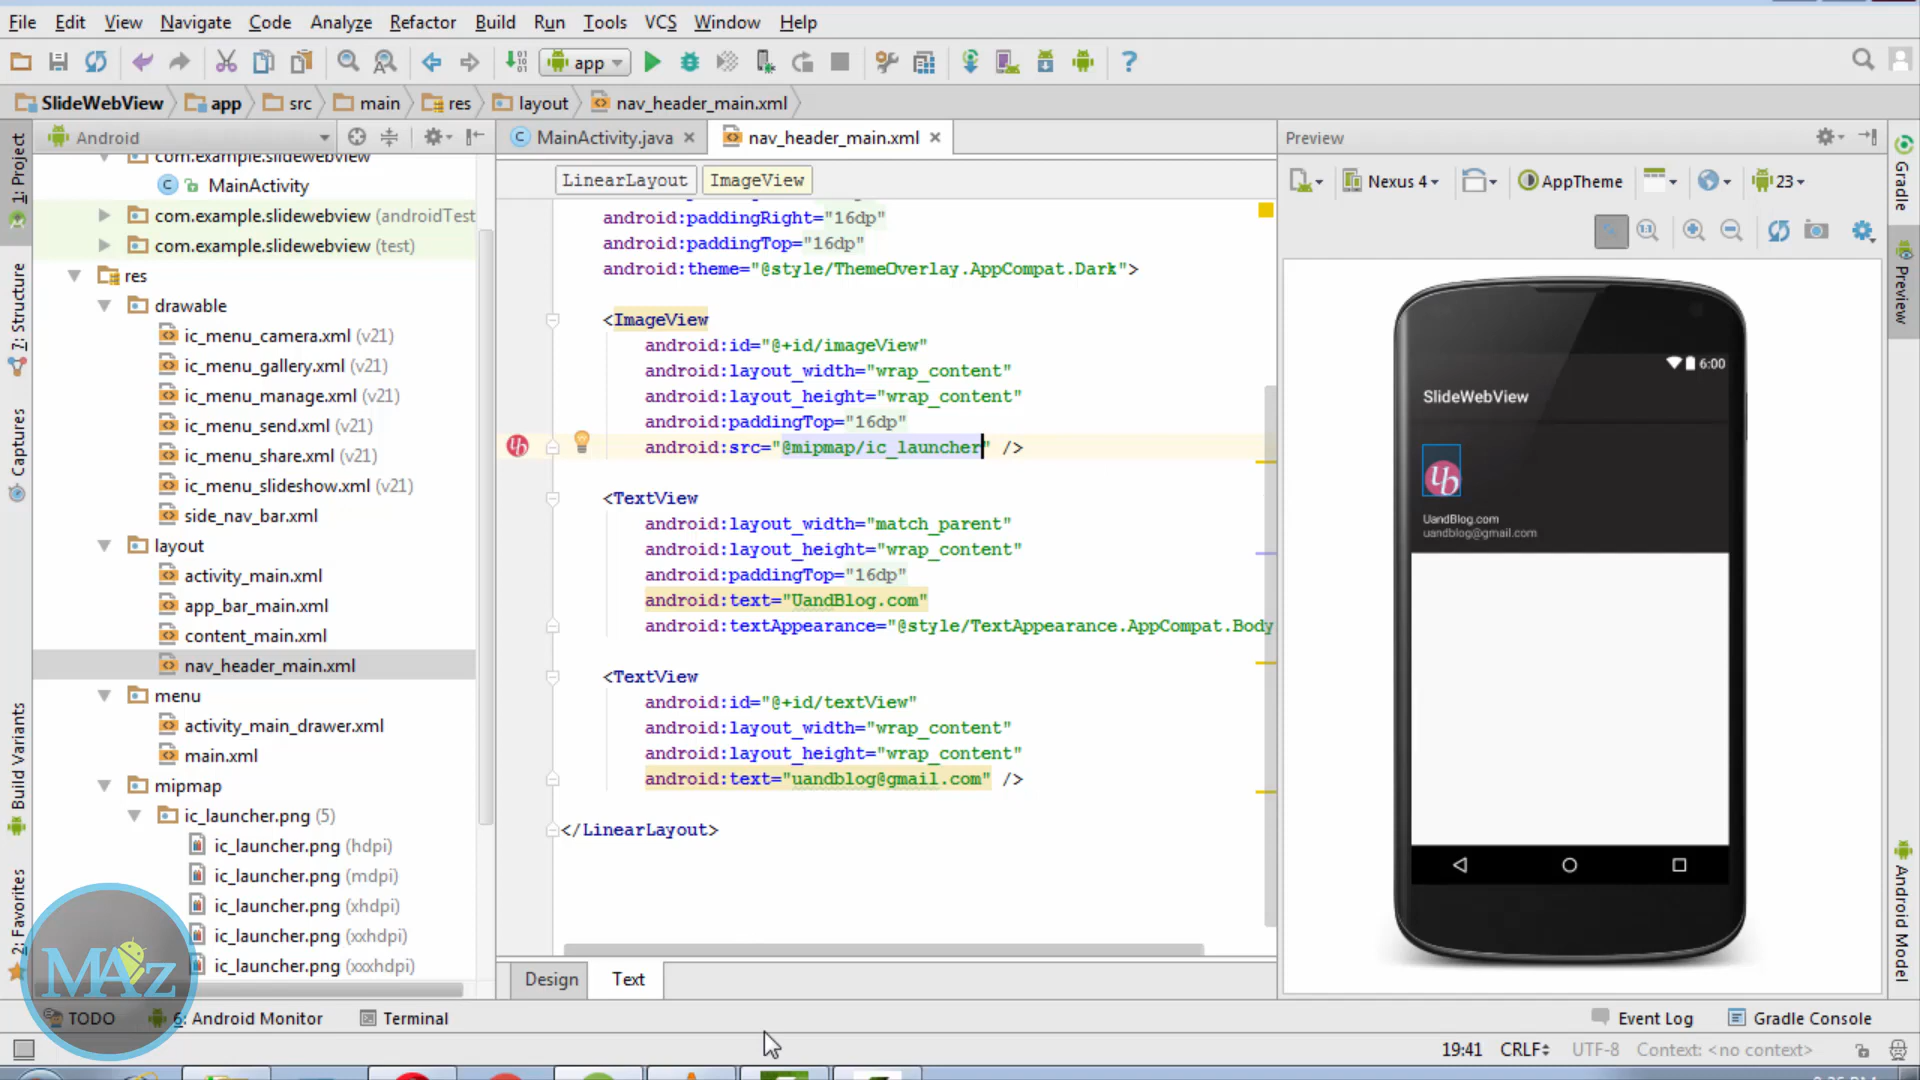 File Edit View Navigate Code Analyze Refactor Build Run Tools VCS Window Help
app
SlideWebView app src main res layout nav_header_main.xml
Android
MainActivity.java nav_header_main.xml
Preview
1: Project
7: Structure
Captures
Build Variants
2: Favorites
com.example.slidewebview
MainActivity
com.example.slidewebview (androidTest
com.example.slidewebview (test)
res
drawable
ic_menu_camera.xml (v21)
ic_menu_gallery.xml (v21)
ic_menu_manage.xml (v21)
ic_menu_send.xml (v21)
ic_menu_share.xml (v21)
ic_menu_slideshow.xml (v21)
side_nav_bar.xml
layout
activity_main.xml
app_bar_main.xml
content_main.xml
nav_header_main.xml
menu
activity_main_drawer.xml
main.xml
mipmap
ic_launcher.png (5)
ic_launcher.png (hdpi)
ic_launcher.png (mdpi)
ic_launcher.png (xhdpi)
ic_launcher.png (xxhdpi)
ic_launcher.png (xxxhdpi)
MAz
LinearLayout ImageView
android:paddingRight="16dp"
android:paddingTop="16dp"
android:theme="@style/ThemeOverlay.AppCompat.Dark">
<ImageView
android:id="@+id/imageView"
android:layout_width="wrap_content"
android:layout_height="wrap_content"
android:paddingTop="16dp"
android:src="@mipmap/ic_launcher" />
<TextView
android:layout_width="match_parent"
android:layout_height="wrap_content"
android:paddingTop="16dp"
android:text="UandBlog.com"
android:textAppearance="@style/TextAppearance.AppCompat.Body
<TextView
android:id="@+id/textView"
android:layout_width="wrap_content"
android:layout_height="wrap_content"
android:text="uandblog@gmail.com" />
</LinearLayout>
Design Text
Nexus 4 AppTheme 23
6:00
SlideWebView
UandBlog.com
uandblog@gmail.com
Gradle
Preview
Android Model
TODO 6: Android Monitor Terminal Event Log Gradle Console
19:41 CRLF UTF-8 Context: <no context>